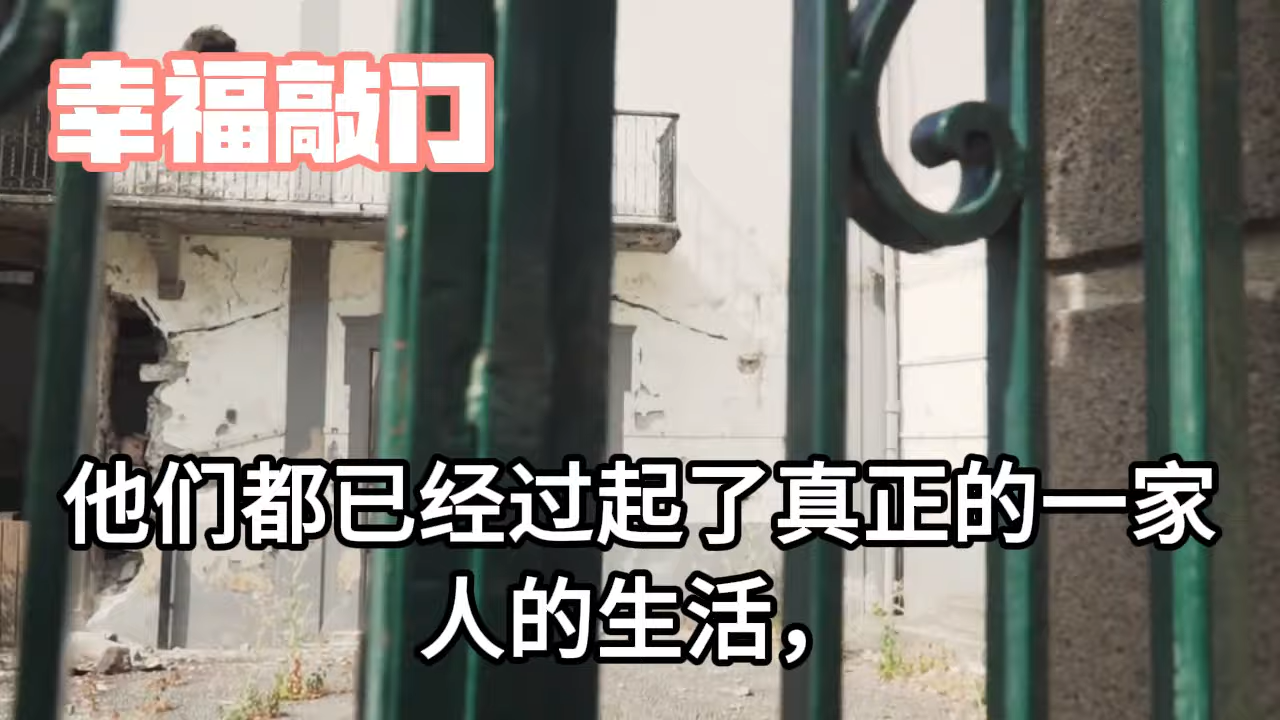 幸福敲门
他们都已经过起了真正的一家
人的生活，